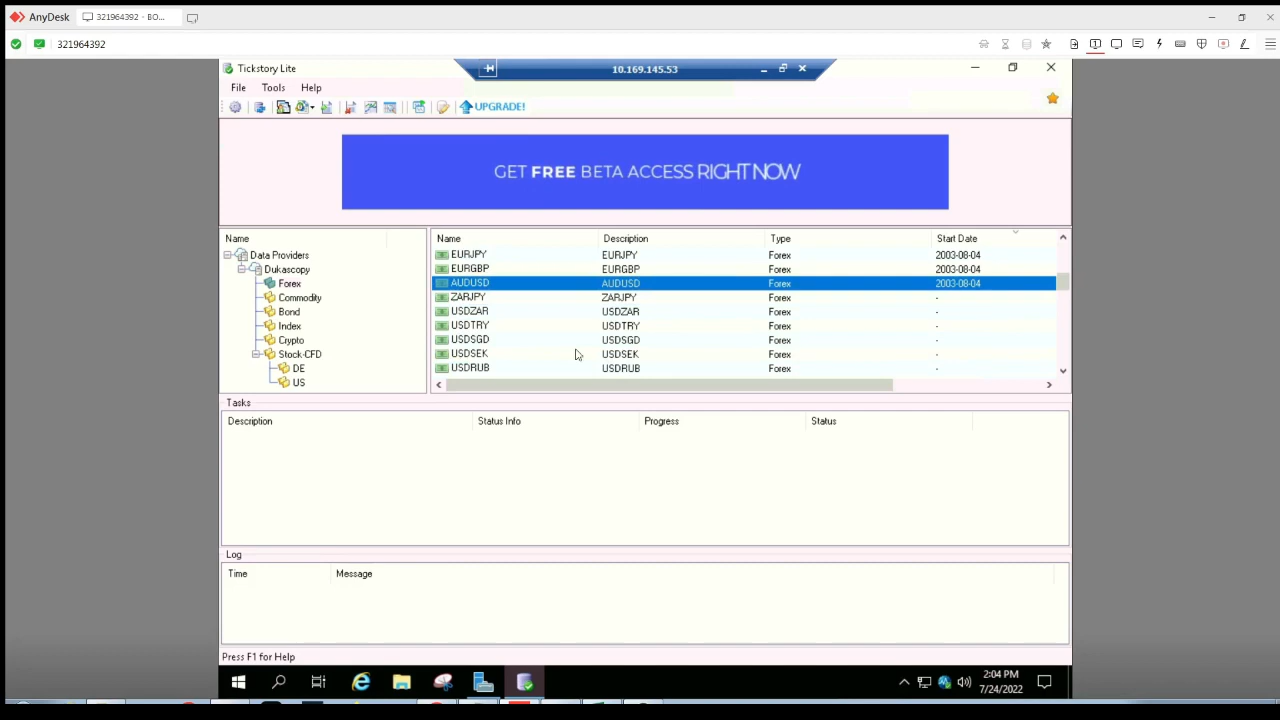 AnyDesk 321964392 - BO...
321964392
Tickstory Lite
10.169.145.53
File Tools Help
UPGRADE!
GET FREE BETA ACCESS RIGHT NOW
Name
Data Providers
Dukascopy
Forex
Commodity
Bond
Index
Crypto
Stock-CFD
DE
US
Name Description Type Start Date
EURJPY EURJPY Forex 2003-08-04
EURGBP EURGBP Forex 2003-08-04
AUDUSD AUDUSD Forex 2003-08-04
ZARJPY ZARJPY Forex -
USDZAR USDZAR Forex -
USDTRY USDTRY Forex -
USDSGD USDSGD Forex -
USDSEK USDSEK Forex -
USDRUB USDRUB Forex -
Tasks
Description Status Info Progress Status
Log
Time Message
Press F1 for Help
2:04 PM
7/24/2022